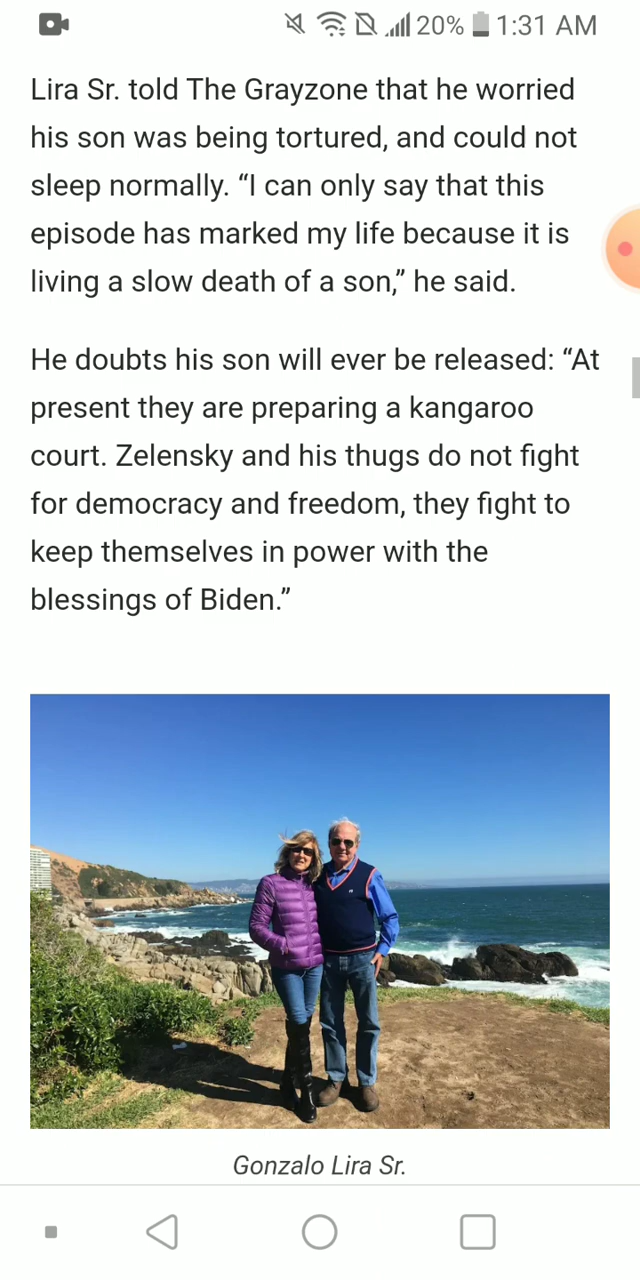 20% 1:31 AM
Lira Sr. told The Grayzone that he worried
his son was being tortured, and could not
sleep normally. “I can only say that this
episode has marked my life because it is
living a slow death of a son,” he said.
He doubts his son will ever be released: “At
present they are preparing a kangaroo
court. Zelensky and his thugs do not fight
for democracy and freedom, they fight to
keep themselves in power with the
blessings of Biden.”
Gonzalo Lira Sr.